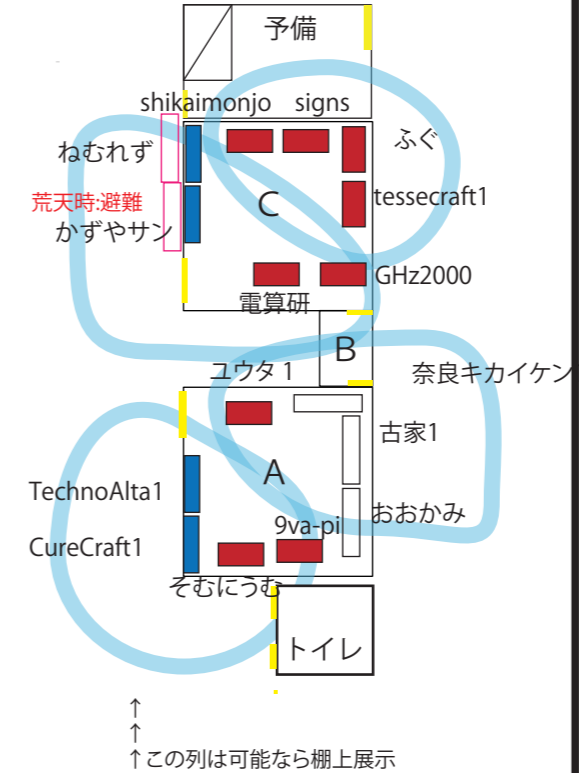 予備
shikaimonjo
signs
ねむれず
ふぐ
荒天時:避難
かずやサン
C
tessecraft1
GHz2000
電算研
B
ユウタ1
奈良キカイケン
古家1
A
TechnoAlta1
おおかみ
9va-pi
CureCraft1
そむにうむ
トイレ
↑
↑
↑この列は可能なら棚上展示